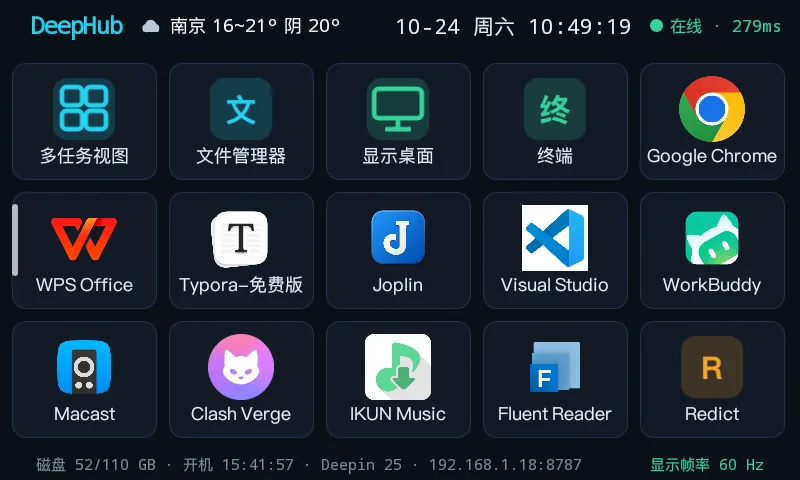 DeepHub 南京 16~21° 阴 20° 10-24 周六 10:49:19 在线 · 279ms
文 终
多任务视图 文件管理器 显示桌面 终端 Google Chrome
T J
WPS Office Typora-免费版 Joplin Visual Studio WorkBuddy
F R
Macast Clash Verge IKUN Music Fluent Reader Redict
磁盘 52/110 GB · 开机 15:41:57 · Deepin 25 · 192.168.1.18:8787 显示帧率 60 Hz